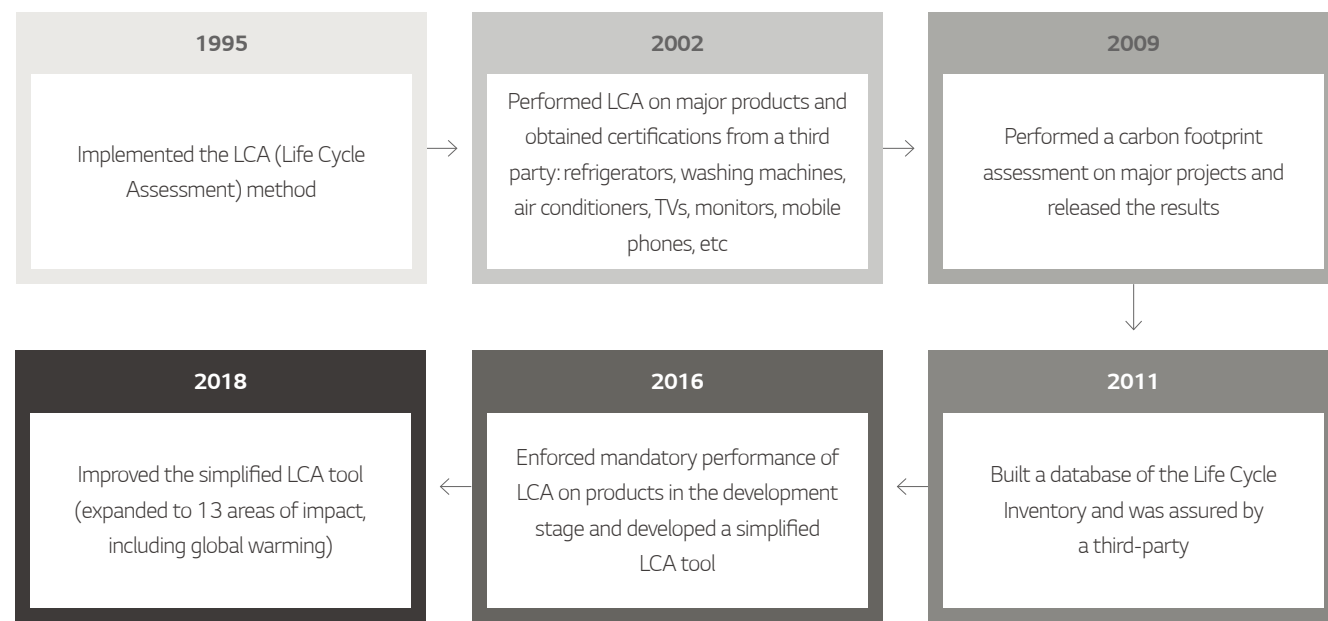 1995
Implemented the LCA (Life Cycle
Assessment) method
2002
Performed LCA on major products and
obtained certifications from a third
party: refrigerators, washing machines,
air conditioners, TVs, monitors, mobile
phones, etc
2009
Performed a carbon footprint
assessment on major projects and
released the results
2011
Built a database of the Life Cycle
Inventory and was assured by
a third-party
2016
Enforced mandatory performance of
LCA on products in the development
stage and developed a simplified
LCA tool
2018
Improved the simplified LCA tool
(expanded to 13 areas of impact,
including global warming)